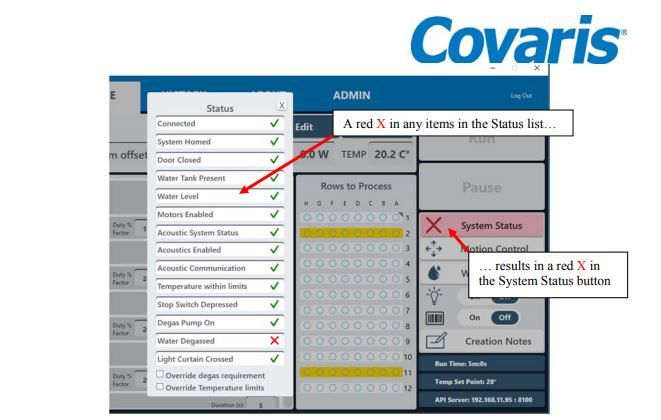 Covaris®
E
ADMIN
Log Out
Status
X
Connected
System Homed
Door Closed
Water Tank Present
Water Level
Motors Enabled
Acoustic System Status
Acoustics Enabled
Acoustic Communication
Temperature within limits
Stop Switch Depressed
Degas Pump On
Water Degassed
Light Curtain Crossed
Override degas requirement
Override Temperature limits
Duration (s): 5
m offset
Duty %
Factor
Duty %
Factor
Duty %
Factor
Duty %
Factor
Edit
A red X in any items in the Status list…
0.0 W TEMP 20.2 C°
Rows to Process
H G F E D C B A
1
2
3
4
5
6
7
8
9
10
11
12
Run
Pause
System Status
Motion Control
… results in a red X in
the System Status button
W
Off
On Off
Creation Notes
Run Time: 5m:0s
Temp Set Point: 20°
API Server: 192.168.11.95 : 8100